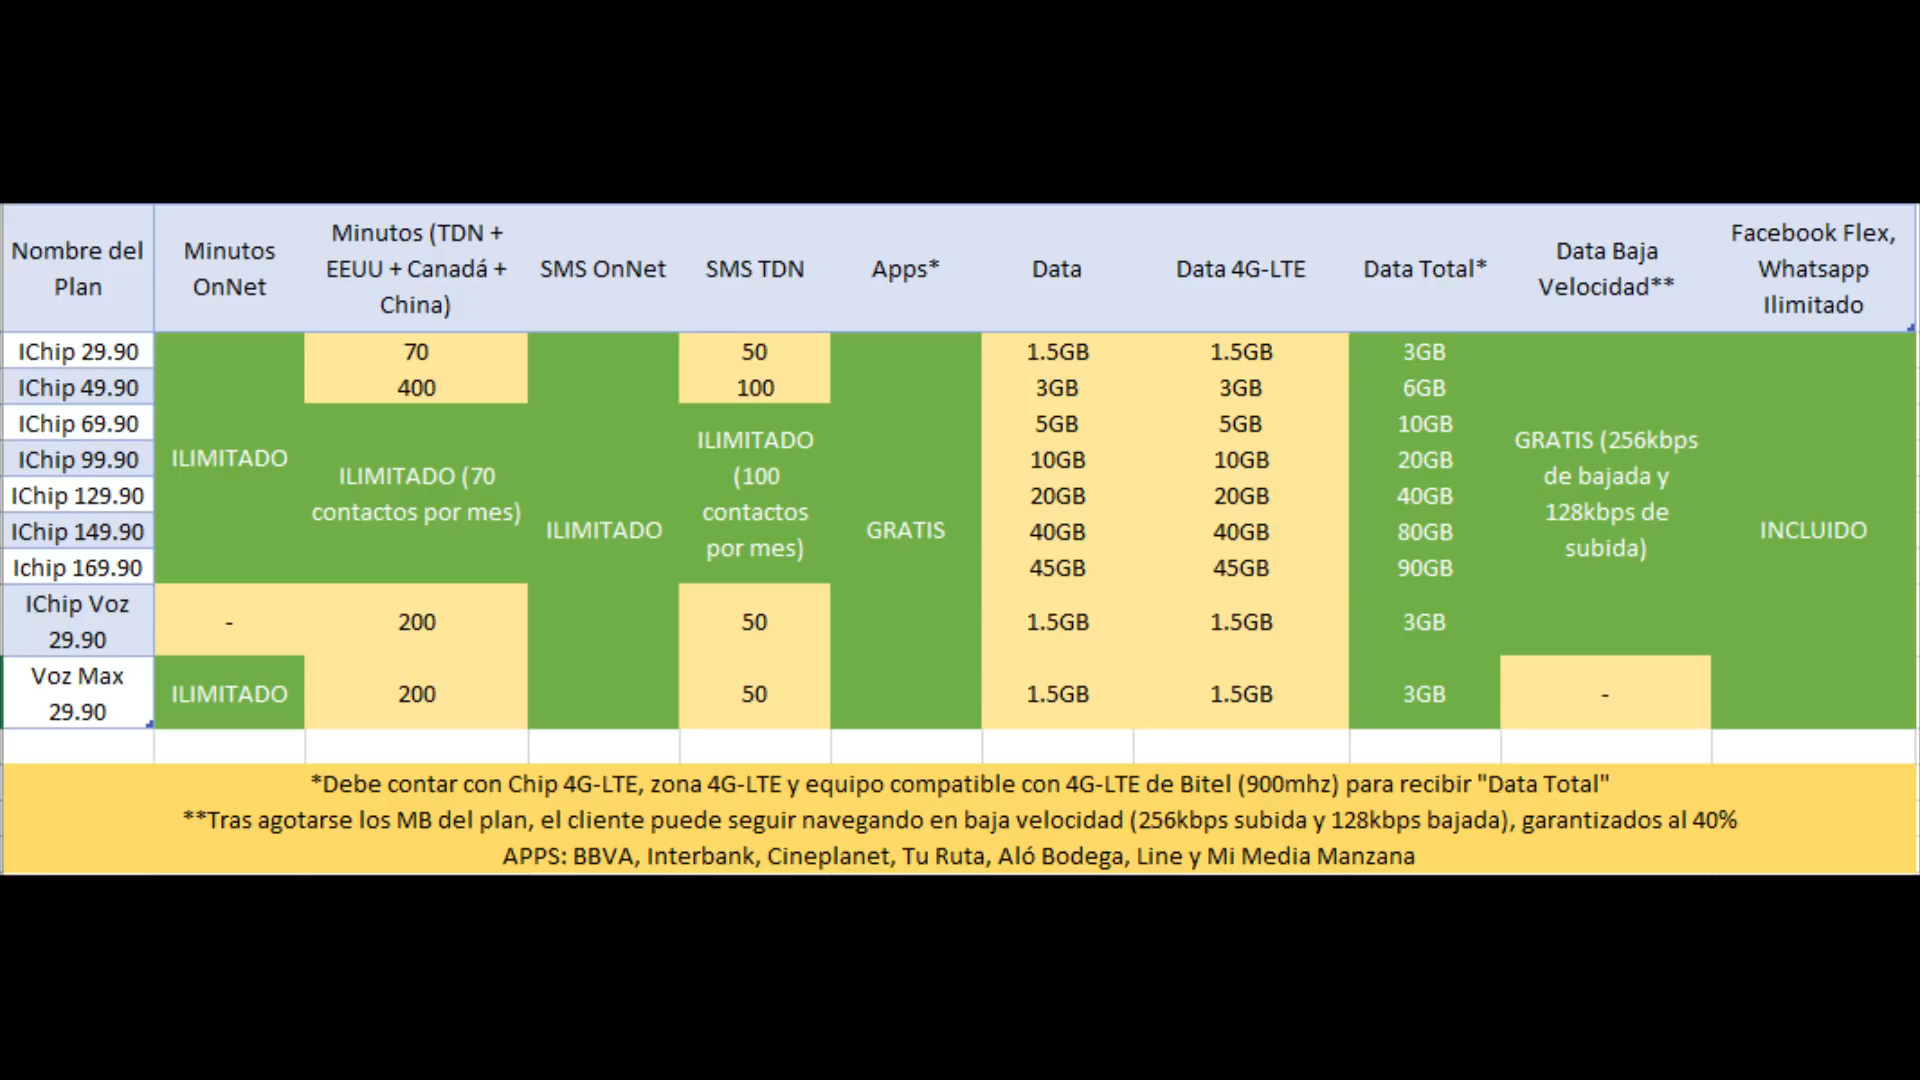 Nombre del Plan
Minutos OnNet
Minutos (TDN + EEUU + Canadá + China)
SMS OnNet
SMS TDN
Apps*
Data
Data 4G-LTE
Data Total*
Data Baja Velocidad**
Facebook Flex, Whatsapp Ilimitado
IChip 29.90
70
50
1.5GB
1.5GB
3GB
IChip 49.90
400
100
3GB
3GB
6GB
IChip 69.90
5GB
5GB
10GB
IChip 99.90
10GB
10GB
20GB
IChip 129.90
20GB
20GB
40GB
IChip 149.90
40GB
40GB
80GB
Ichip 169.90
45GB
45GB
90GB
ILIMITADO
ILIMITADO (70
contactos por mes)
ILIMITADO
ILIMITADO
(100
contactos
por mes)
GRATIS
GRATIS (256kbps
de bajada y
128kbps de
subida)
INCLUIDO
IChip Voz
29.90
-
200
50
1.5GB
1.5GB
3GB
Voz Max
29.90
ILIMITADO
200
50
1.5GB
1.5GB
3GB
-
*Debe contar con Chip 4G-LTE, zona 4G-LTE y equipo compatible con 4G-LTE de Bitel (900mhz) para recibir "Data Total"
**Tras agotarse los MB del plan, el cliente puede seguir navegando en baja velocidad (256kbps subida y 128kbps bajada), garantizados al 40%
APPS: BBVA, Interbank, Cineplanet, Tu Ruta, Aló Bodega, Line y Mi Media Manzana